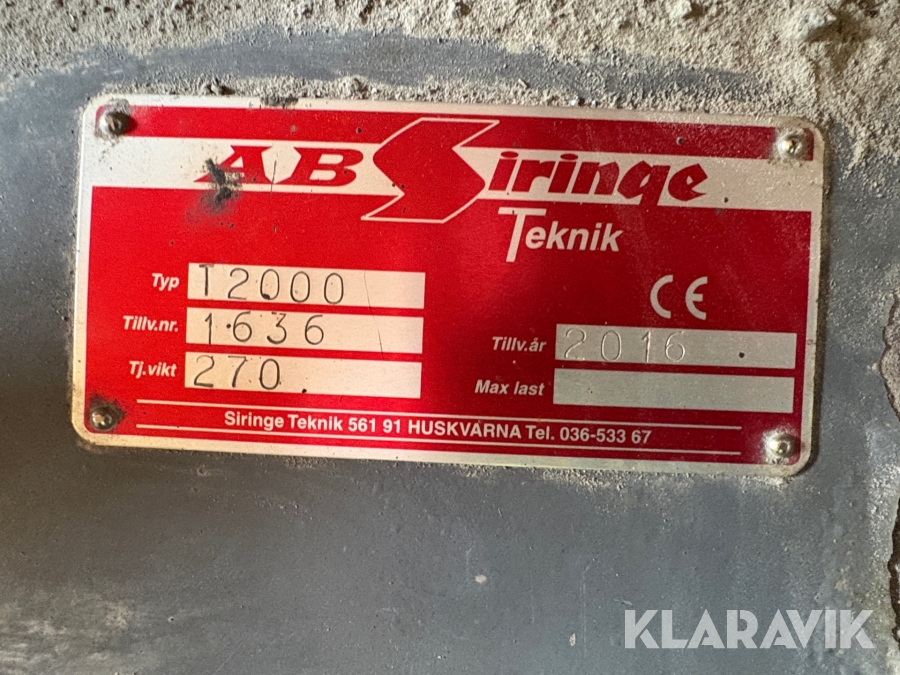 AB Siringe
Teknik
Typ T2000
Tillv.nr. 1636
Tj.vikt 270
CE
Tillv.år 2016
Max last
Siringe Teknik 561 91 HUSKVARNA Tel. 036-533 67
KLARAVIK